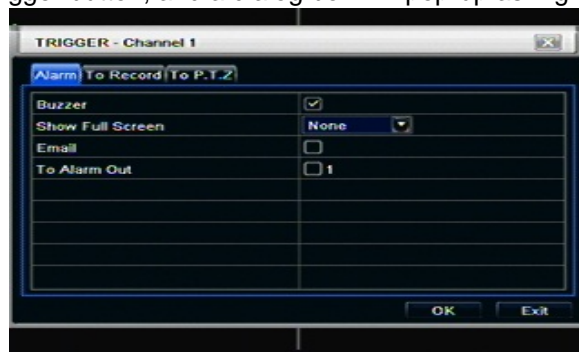 TRIGGER - Channel 1
Alarm To Record To P.T.Z
Buzzer
Show Full Screen None
Email
To Alarm Out 1
OK Exit